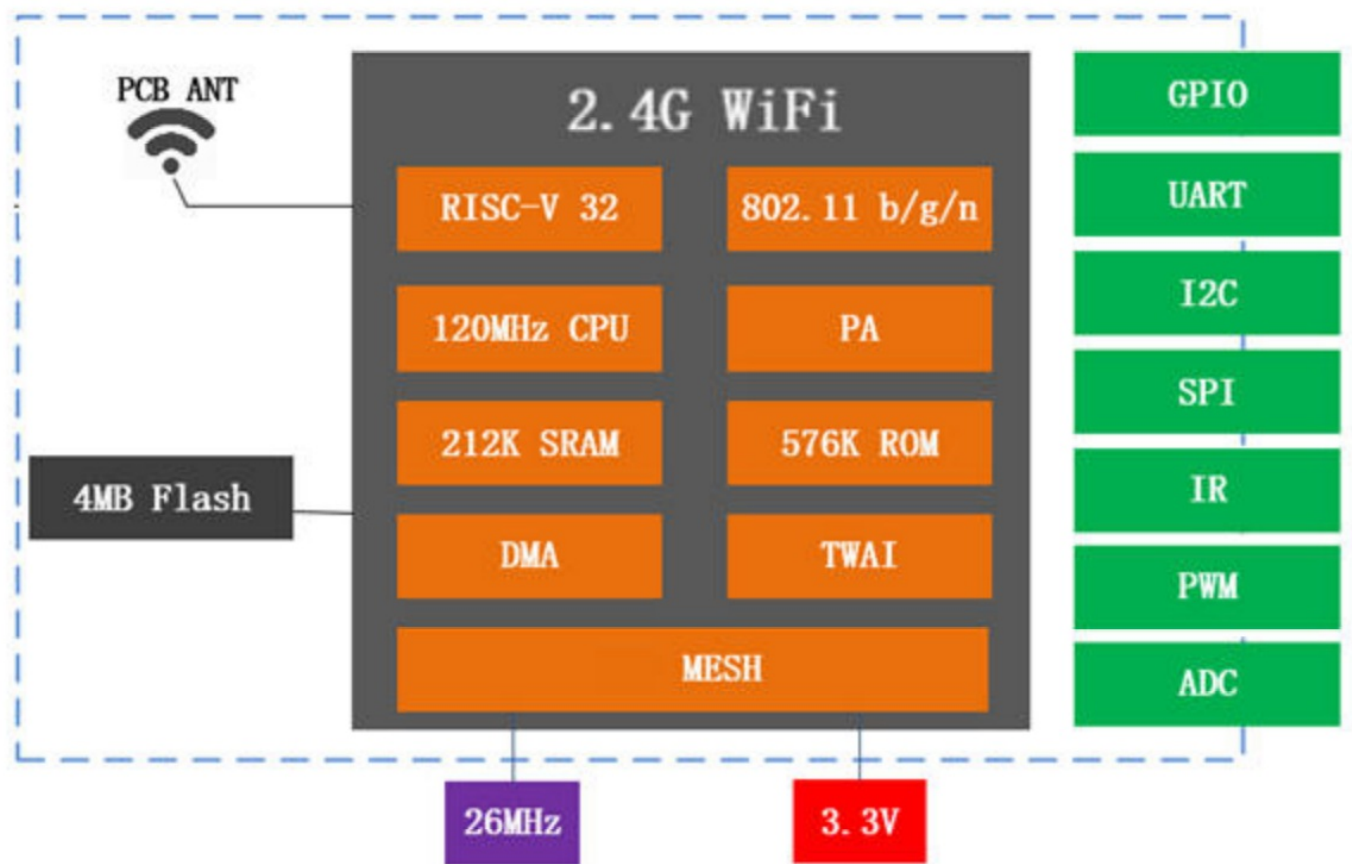 PCB ANT
2.4G WiFi
RISC-V 32
802.11 b/g/n
120MHz CPU
PA
212K SRAM
576K ROM
DMA
TWAI
MESH
4MB Flash
GPIO
UART
I2C
SPI
IR
PWM
ADC
26MHz
3.3V